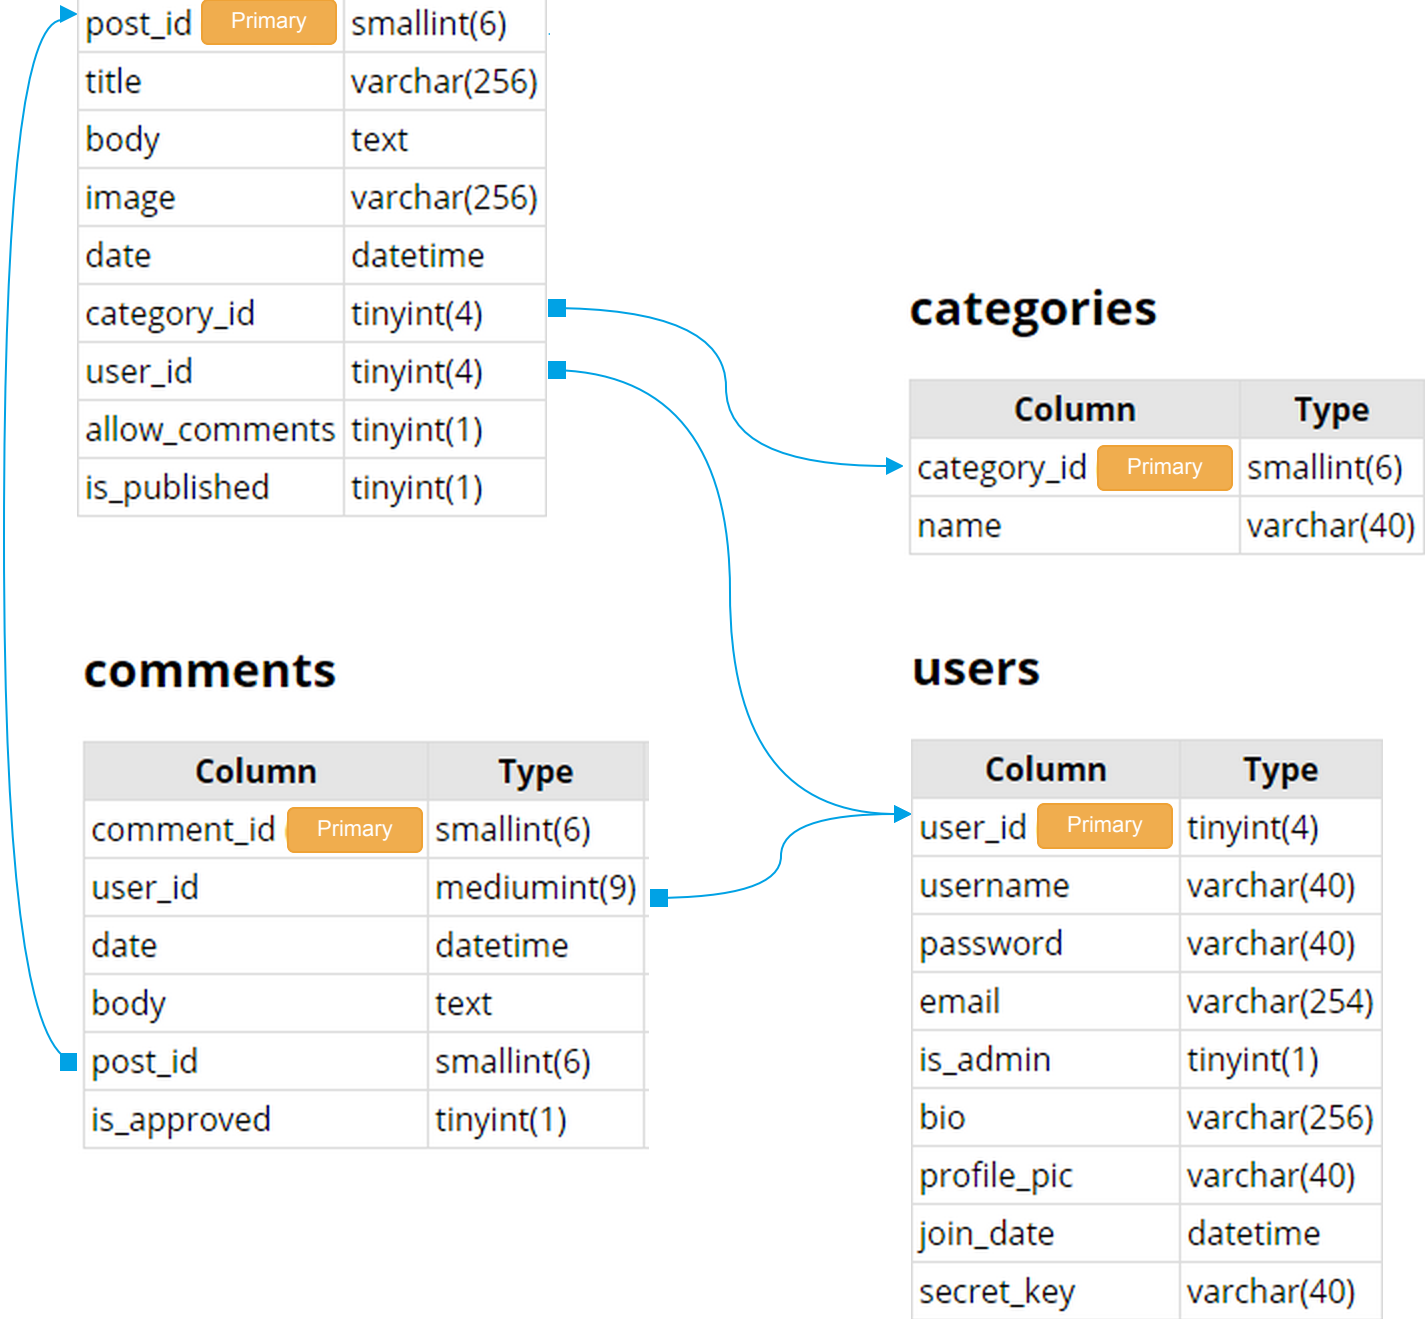 post_id Primary smallint(6)
title varchar(256)
body text
image varchar(256)
date datetime
category_id tinyint(4)
user_id tinyint(4)
allow_comments tinyint(1)
is_published tinyint(1)
categories
Column Type
category_id Primary smallint(6)
name varchar(40)
comments
Column Type
comment_id Primary smallint(6)
user_id mediumint(9)
date datetime
body text
post_id smallint(6)
is_approved tinyint(1)
users
Column Type
user_id Primary tinyint(4)
username varchar(40)
password varchar(40)
email varchar(254)
is_admin tinyint(1)
bio varchar(256)
profile_pic varchar(40)
join_date datetime
secret_key varchar(40)